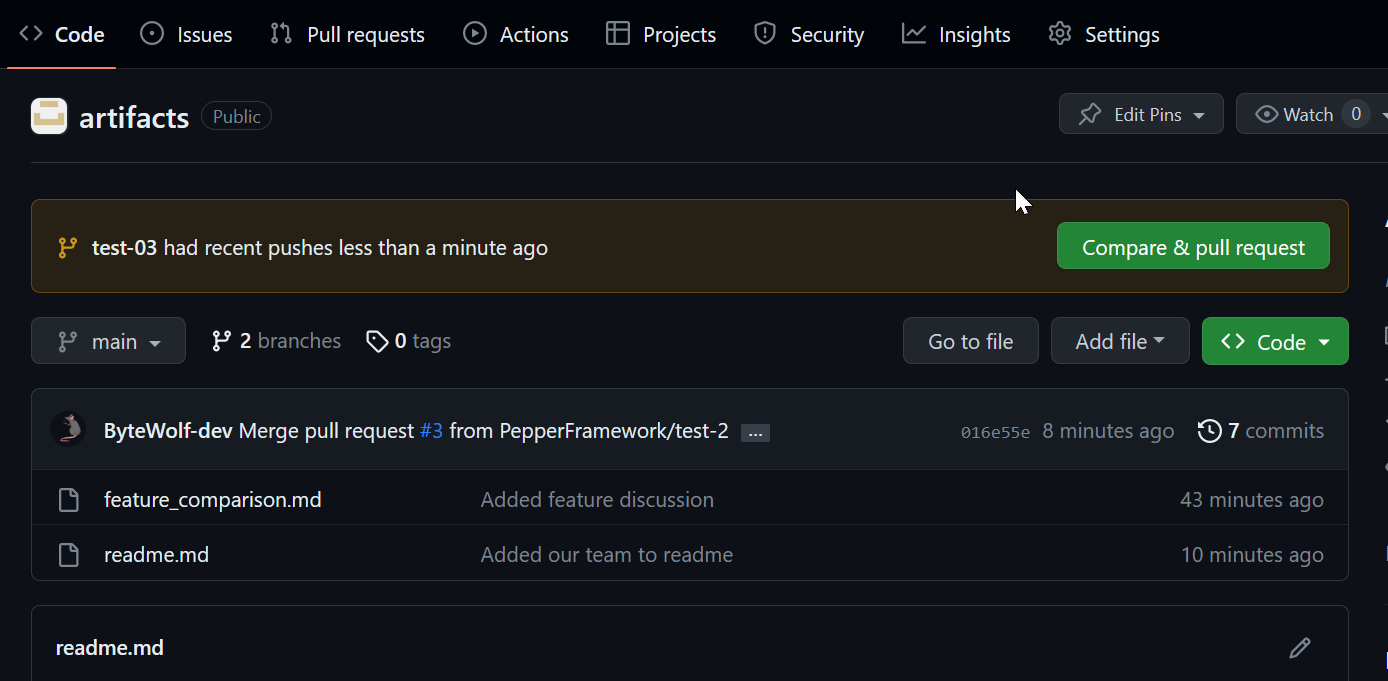 Code Issues Pull requests Actions Projects Security Insights Settings
artifacts Public Edit Pins Watch 0
test-03 had recent pushes less than a minute ago Compare & pull request
main 2 branches 0 tags Go to file Add file Code
ByteWolf-dev Merge pull request #3 from PepperFramework/test-2 ... 016e55e 8 minutes ago 7 commits
feature_comparison.md Added feature discussion 43 minutes ago
readme.md Added our team to readme 10 minutes ago
readme.md